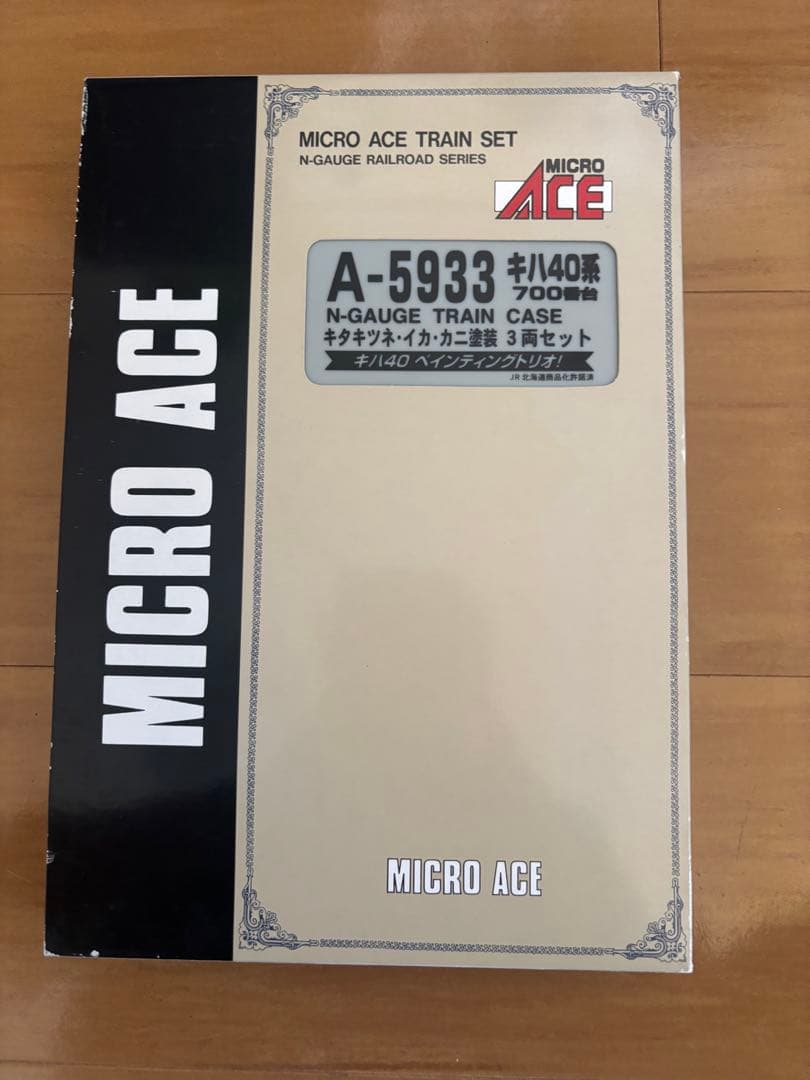 MICRO ACE
MICRO ACE TRAIN SET
N-GAUGE RAILROAD SERIES
MICRO
ACE
A-5933 キハ40系
700番台
N-GAUGE TRAIN CASE
キタキツネ・イカ・カニ塗装 3両セット
キハ40 ペインティングトリオ!
JR北海道商品化許諾済
MICRO ACE